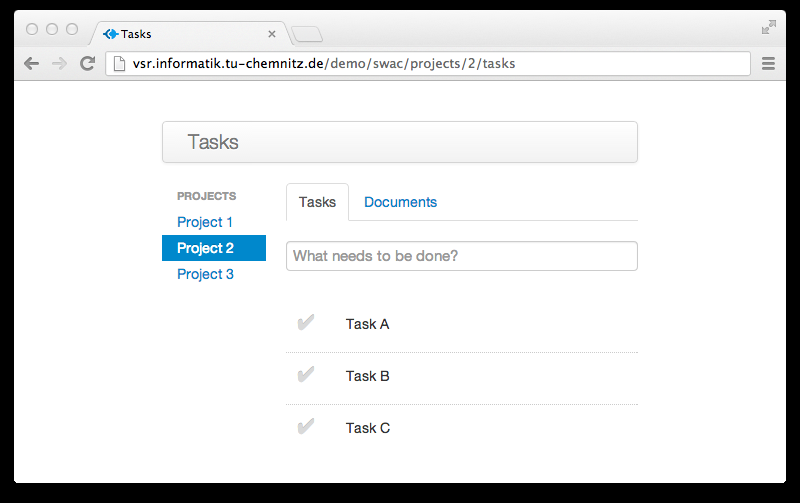 Tasks
vsr.informatik.tu-chemnitz.de/demo/swac/projects/2/tasks
Tasks
PROJECTS
Project 1
Project 2
Project 3
Tasks Documents
What needs to be done?
Task A
Task B
Task C